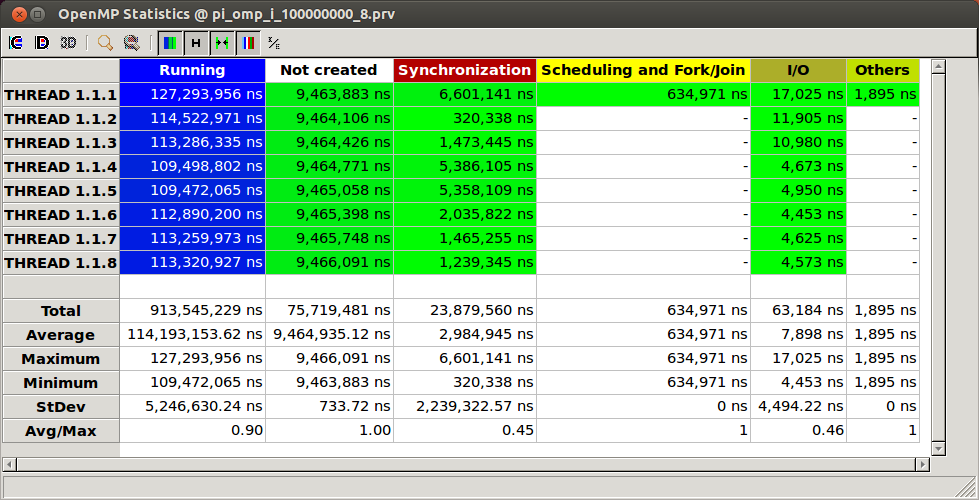 OpenMP Statistics @ pi_omp_i_100000000_8.prv
3D
Running Not created Synchronization Scheduling and Fork/Join I/O Others
THREAD 1.1.1 127,293,956 ns 9,463,883 ns 6,601,141 ns 634,971 ns 17,025 ns 1,895 ns
THREAD 1.1.2 114,522,971 ns 9,464,106 ns 320,338 ns - 11,905 ns -
THREAD 1.1.3 113,286,335 ns 9,464,426 ns 1,473,445 ns - 10,980 ns -
THREAD 1.1.4 109,498,802 ns 9,464,771 ns 5,386,105 ns - 4,673 ns -
THREAD 1.1.5 109,472,065 ns 9,465,058 ns 5,358,109 ns - 4,950 ns -
THREAD 1.1.6 112,890,200 ns 9,465,398 ns 2,035,822 ns - 4,453 ns -
THREAD 1.1.7 113,259,973 ns 9,465,748 ns 1,465,255 ns - 4,625 ns -
THREAD 1.1.8 113,320,927 ns 9,466,091 ns 1,239,345 ns - 4,573 ns -
Total 913,545,229 ns 75,719,481 ns 23,879,560 ns 634,971 ns 63,184 ns 1,895 ns
Average 114,193,153.62 ns 9,464,935.12 ns 2,984,945 ns 634,971 ns 7,898 ns 1,895 ns
Maximum 127,293,956 ns 9,466,091 ns 6,601,141 ns 634,971 ns 17,025 ns 1,895 ns
Minimum 109,472,065 ns 9,463,883 ns 320,338 ns 634,971 ns 4,453 ns 1,895 ns
StDev 5,246,630.24 ns 733.72 ns 2,239,322.57 ns 0 ns 4,494.22 ns 0 ns
Avg/Max 0.90 1.00 0.45 1 0.46 1